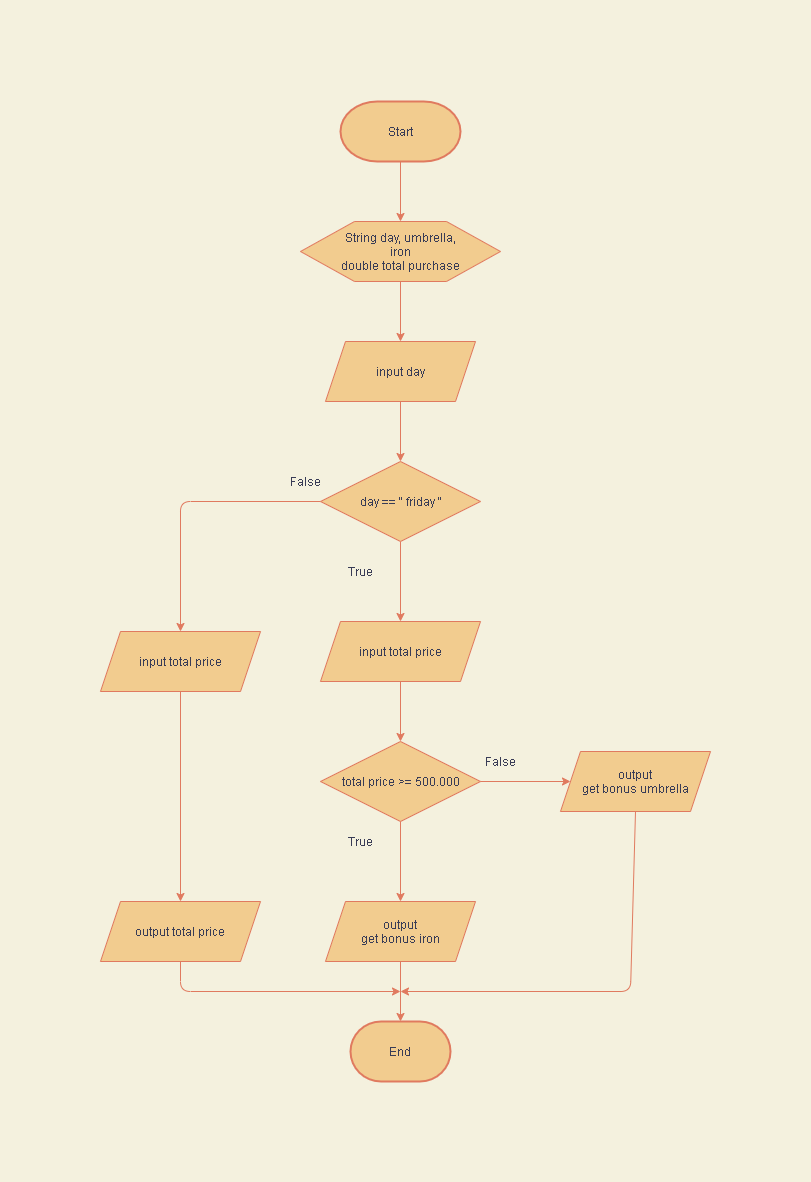 Start
String day, umbrella,
iron
double total purchase
input day
False
day == " friday "
True
input total price
input total price
total price >= 500.000
False
output
get bonus umbrella
True
output total price
output
get bonus iron
End